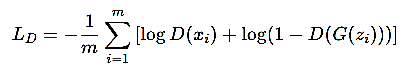 L_D = -\frac{1}{m} \sum_{i=1}^{m} [\log D(x_i) + \log(1 - D(G(z_i)))]